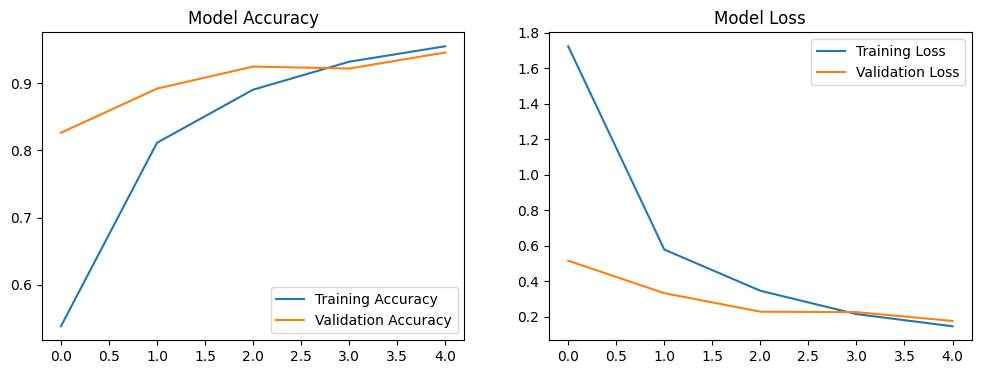 Model Accuracy
0.9
0.8
0.7
0.6
0.0 0.5 1.0 1.5 2.0 2.5 3.0 3.5 4.0
Training Accuracy
Validation Accuracy
Model Loss
1.8
1.6
1.4
1.2
1.0
0.8
0.6
0.4
0.2
0.0 0.5 1.0 1.5 2.0 2.5 3.0 3.5 4.0
Training Loss
Validation Loss